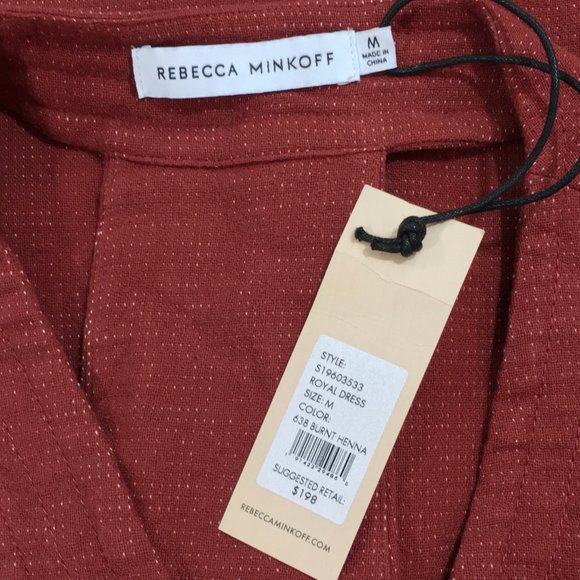 REBECCA MINKOFF
M
MADE IN
CHINA
STYLE:
S19603533
ROYAL DRESS
SIZE: M
COLOR:
638 BURNT HENNA
SUGGESTED RETAIL:
$198
REBECCAMINKOFF.COM